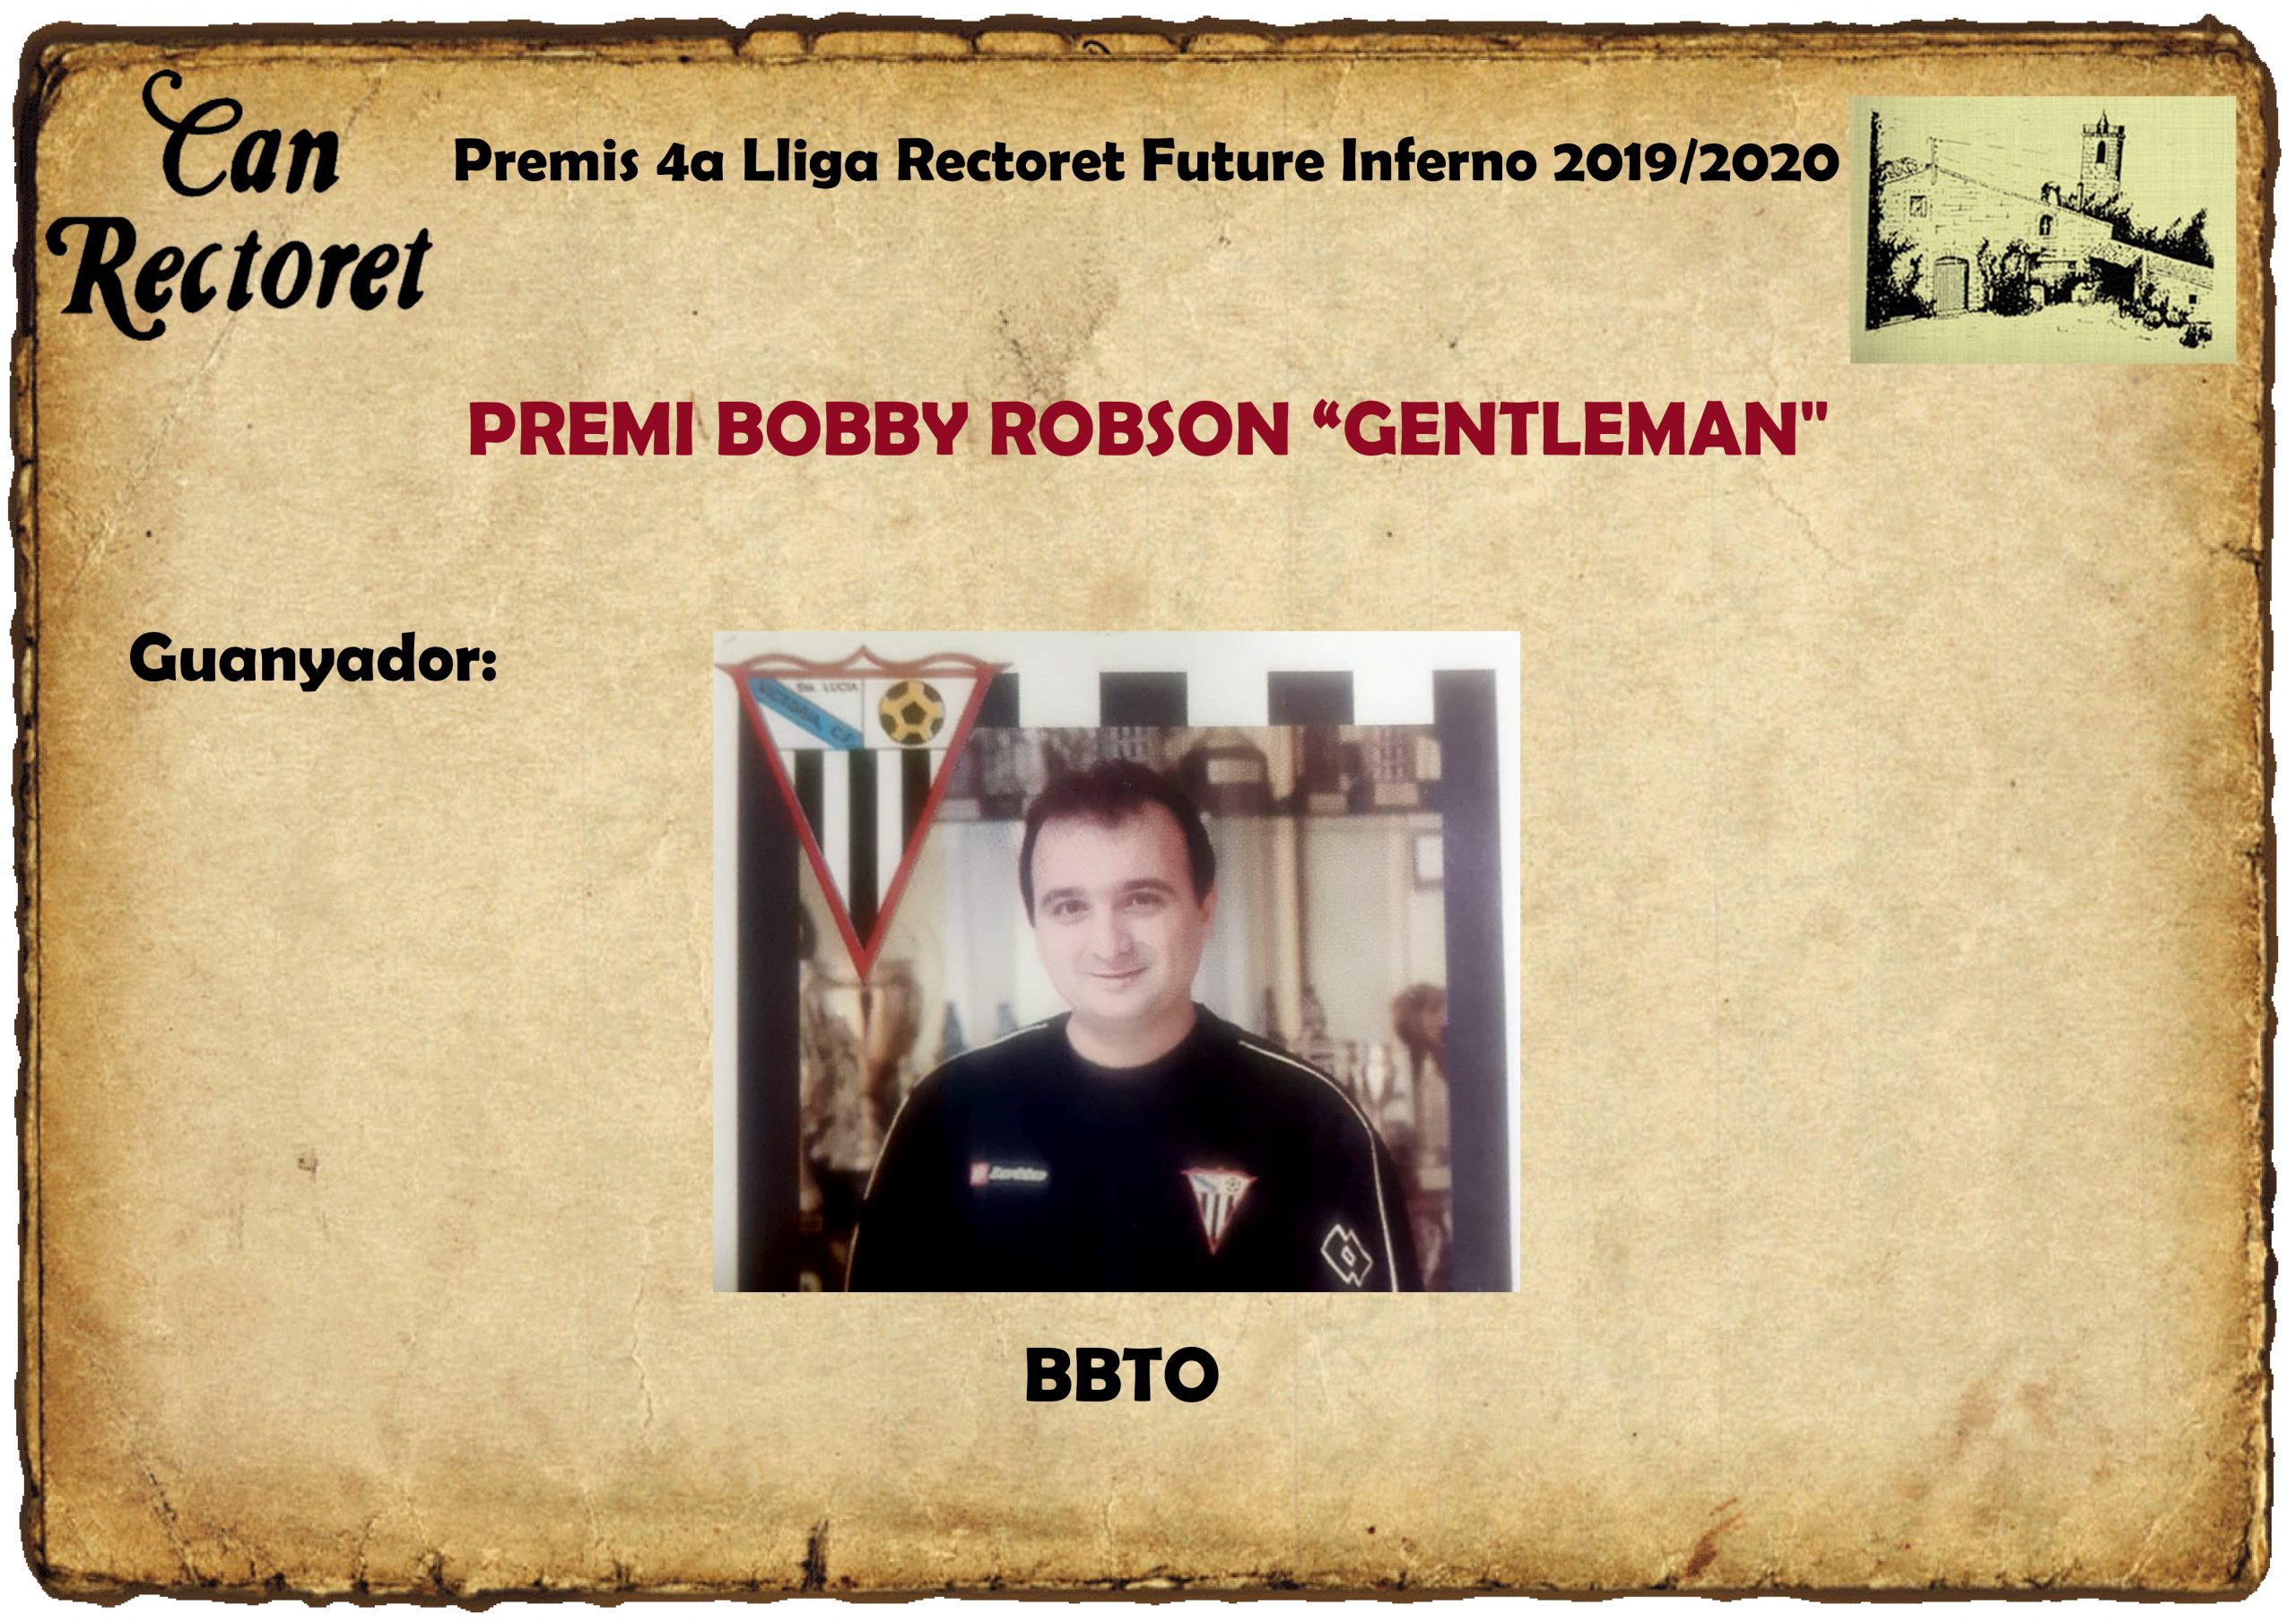 Can
Rectoret
Premis 4a Lliga Rectoret Future Inferno 2019/2020
PREMI BOBBY ROBSON “GENTLEMAN"
Guanyador:
Sta. LUCIA
VICTORIA C.F.
lotto
BBTO